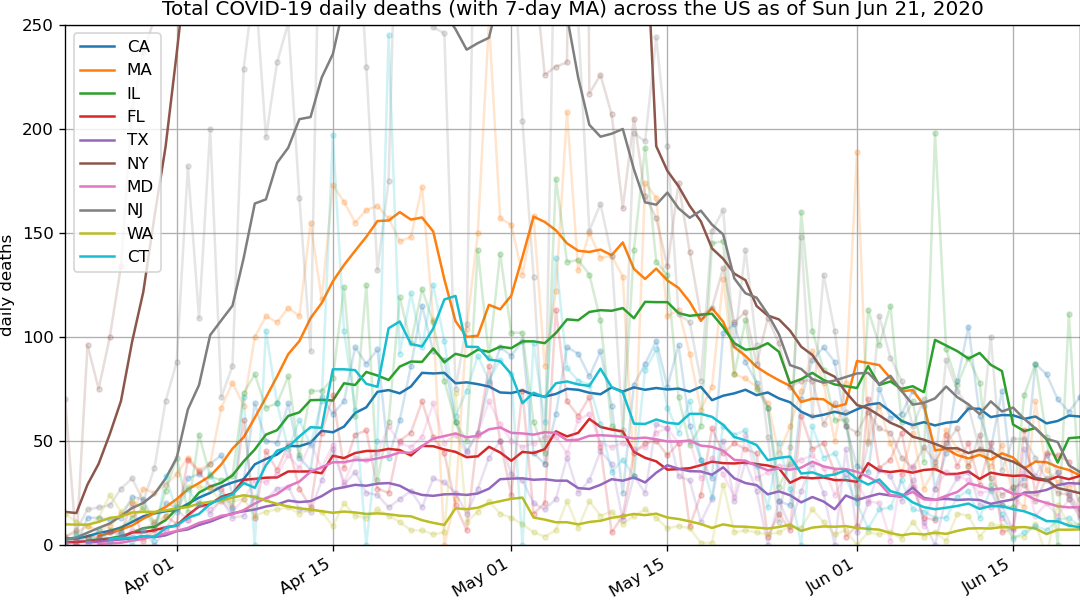 Total COVID-19 daily deaths (with 7-day MA) across the US as of Sun Jun 21, 2020
250
200
150
100
50
0
daily deaths
CA
MA
IL
FL
TX
NY
MD
NJ
WA
CT
Apr 01
Apr 15
May 01
May 15
Jun 01
Jun 15